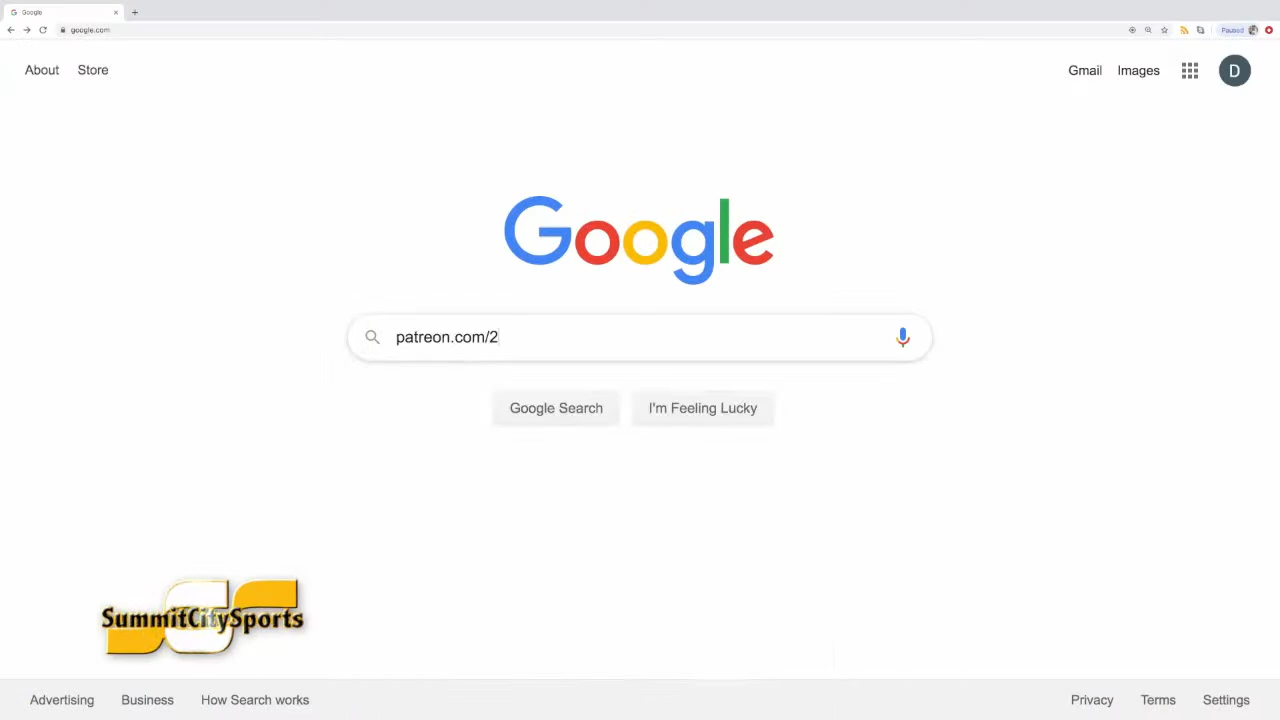 Google
google.com
Paused
About Store
Gmail Images
D
Google
patreon.com/2
Google Search
I'm Feeling Lucky
SummitCitySports
Advertising Business How Search works
Privacy Terms Settings